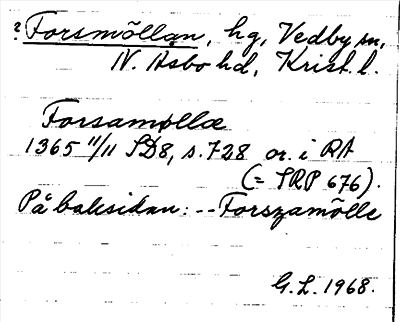 ? Forsmöllan, hg, Vedby sn,
N. Åsbo hd, Krist. l.
Forsamøllæ
1365 11/11 SD8, s. 728 or. i RA
(= SRP 676).
På baksidan: -- Forszamölle
G. L. 1968.